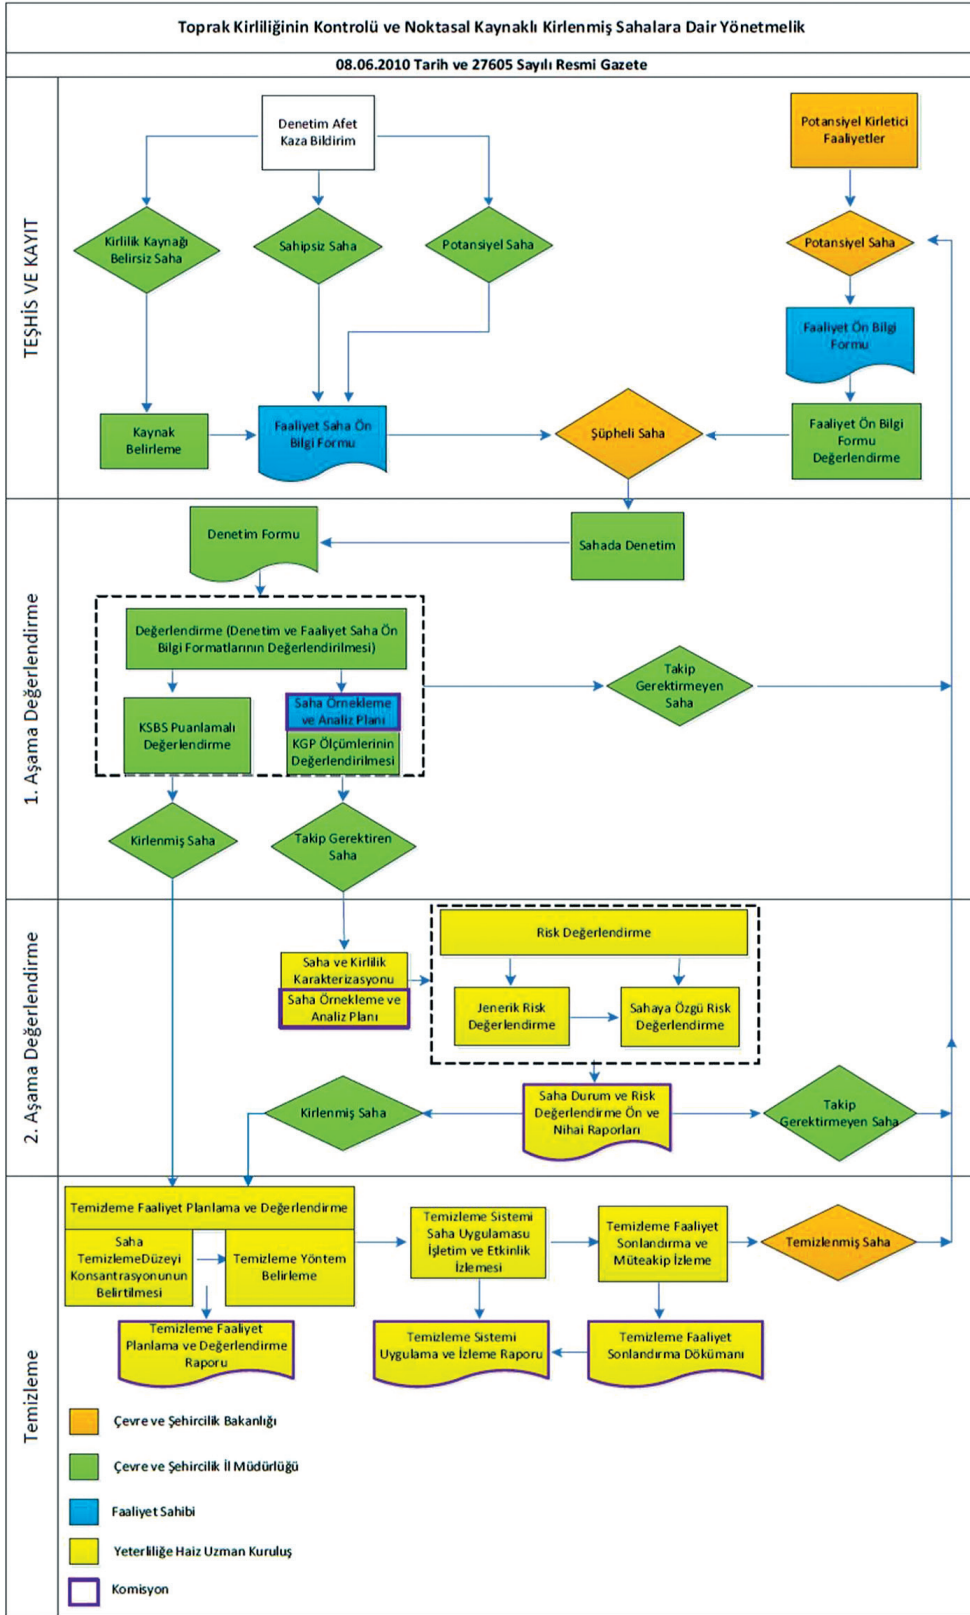 Toprak Kirliliğinin Kontrolü ve Noktasal Kaynaklı Kirlenmiş Sahalara Dair Yönetmelik
08.06.2010 Tarih ve 27605 Sayılı Resmi Gazete
TEŞHİS VE KAYIT
Denetim Afet
Kaza Bildirim
Potansiyel Kirletici
Faaliyetler
Kirlilik Kaynağı
Belirsiz Saha
Sahipsiz Saha
Potansiyel Saha
Potansiyel Saha
Faaliyet Ön Bilgi
Formu
Kaynak
Belirleme
Faaliyet Saha Ön
Bilgi Formu
Şüpheli Saha
Faaliyet Ön Bilgi
Formu
Değerlendirme
1. Aşama Değerlendirme
Denetim Formu
Sahada Denetim
Değerlendirme (Denetim ve Faaliyet Saha Ön
Bilgi Formatlarının Değerlendirilmesi)
Takip
Gerektirmeyen
Saha
KSBS Puanlamalı
Değerlendirme
Saha Örnekleme
ve Analiz Planı
KGP Ölçümlerinin
Değerlendirilmesi
Kirlenmiş Saha
Takip Gerektiren
Saha
2. Aşama Değerlendirme
Risk Değerlendirme
Saha ve Kirlilik
Karakterizasyonu
Saha Örnekleme ve
Analiz Planı
Jenerik Risk
Değerlendirme
Sahaya Özgü Risk
Değerlendirme
Kirlenmiş Saha
Saha Durum ve Risk
Değerlendirme Ön ve
Nihai Raporları
Takip
Gerektirmeyen Saha
Temizleme
Temizleme Faaliyet Planlama ve Değerlendirme
Saha
TemizlemeDüzeyi
Konsantrasyonunun
Belirtilmesi
Temizleme Yöntem
Belirleme
Temizleme Sistemi
Saha Uygulaması
İşletim ve Etkinlik
İzlemesi
Temizleme Faaliyet
Sonlandırma ve
Müteakip İzleme
Temizlenmiş Saha
Temizleme Faaliyet
Planlama ve Değerlendirme
Raporu
Temizleme Sistemi
Uygulama ve İzleme Raporu
Temizleme Faaliyet
Sonlandırma Dökümanı
Çevre ve Şehircilik Bakanlığı
Çevre ve Şehircilik İl Müdürlüğü
Faaliyet Sahibi
Yeterliliğe Haiz Uzman Kuruluş
Komisyon